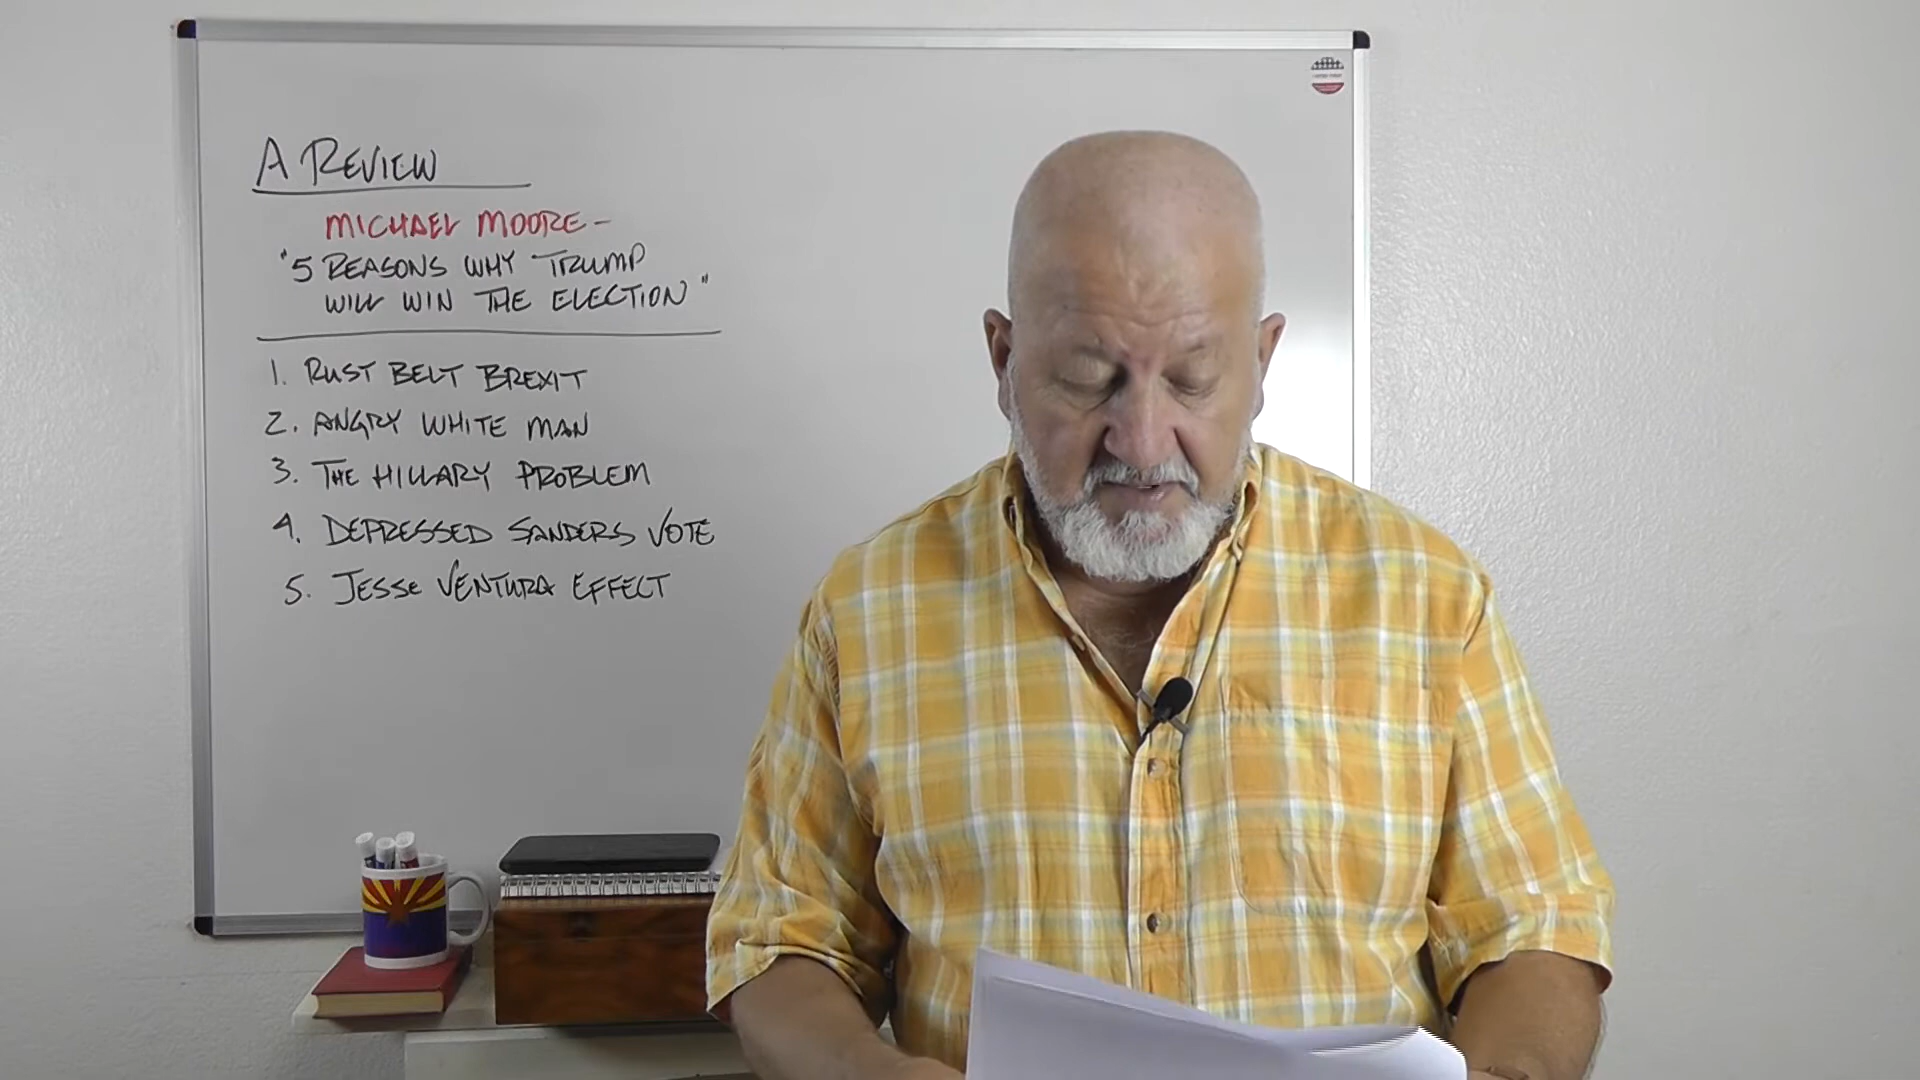 A REVIEW
MICHAEL MOORE-
"5 REASONS WHY TRUMP
WILL WIN THE ELECTION"
1. RUST BELT BREXIT
2. ANGRY WHITE MAN
3. THE HILLARY PROBLEM
4. DEPRESSED SANDERS VOTE
5. JESSE VENTURA EFFECT